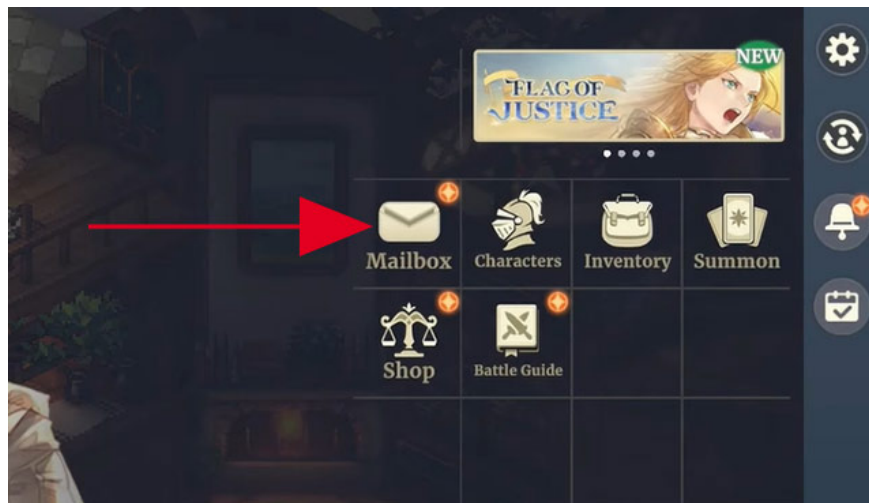 NEW
FLAG OF
JUSTICE
Mailbox
Characters
Inventory
Summon
Shop
Battle Guide